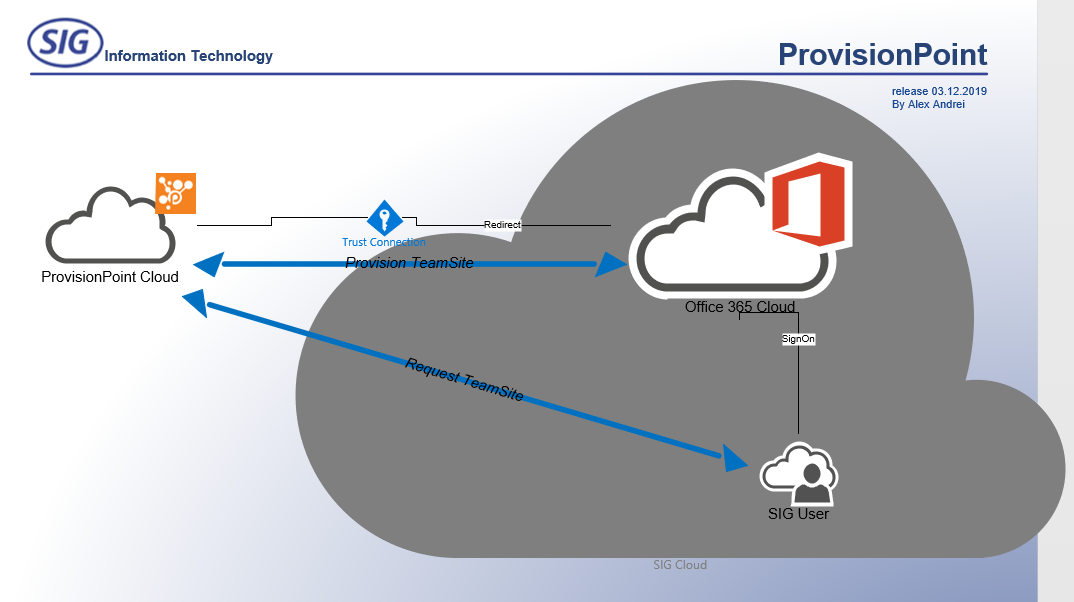 SIG
Information Technology
ProvisionPoint
release 03.12.2019
By Alex Andrei
Redirect
Trust Connection
Provision TeamSite
ProvisionPoint Cloud
Office 365 Cloud
SignOn
Request TeamSite
SIG User
SIG Cloud